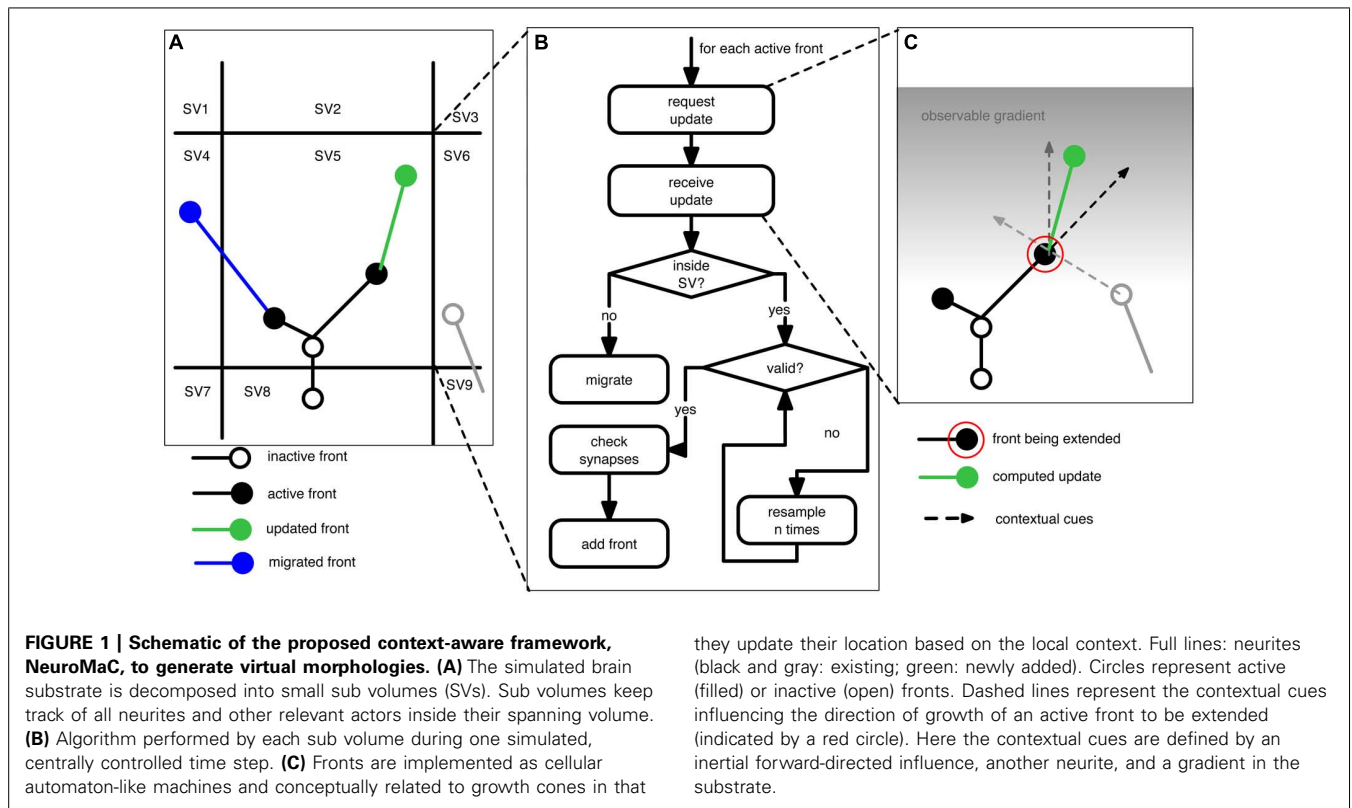 A
SV1
SV2
SV3
SV4
SV5
SV6
SV7
SV8
SV9
inactive front
active front
updated front
migrated front
B
for each active front
request
update
receive
update
inside
SV?
no
yes
migrate
valid?
yes
no
check
synapses
resample
n times
add front
C
observable gradient
front being extended
computed update
contextual cues
FIGURE 1 | Schematic of the proposed context-aware framework,
NeuroMaC, to generate virtual morphologies. (A) The simulated brain
substrate is decomposed into small sub volumes (SVs). Sub volumes keep
track of all neurites and other relevant actors inside their spanning volume.
(B) Algorithm performed by each sub volume during one simulated,
centrally controlled time step. (C) Fronts are implemented as cellular
automaton-like machines and conceptually related to growth cones in that
they update their location based on the local context. Full lines: neurites
(black and gray: existing; green: newly added). Circles represent active
(filled) or inactive (open) fronts. Dashed lines represent the contextual cues
influencing the direction of growth of an active front to be extended
(indicated by a red circle). Here the contextual cues are defined by an
inertial forward-directed influence, another neurite, and a gradient in the
substrate.